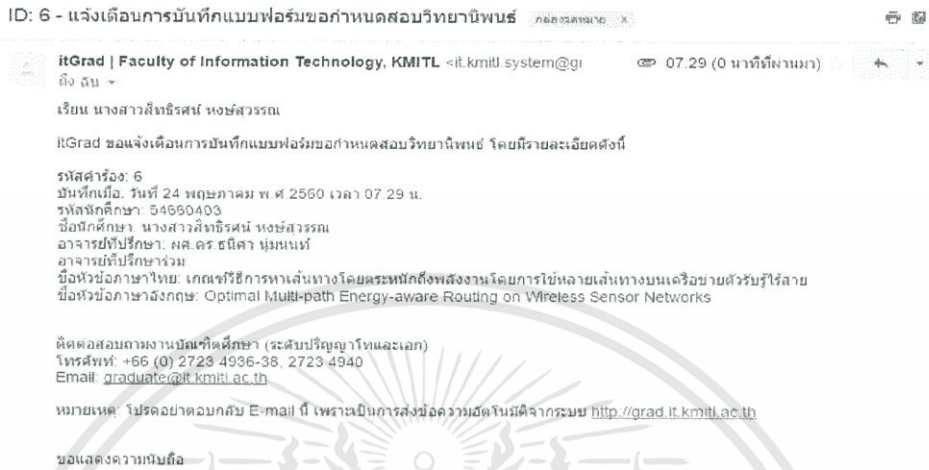 ID: 6 - แจ้งเตือนการบันทึกแบบฟอร์มขอกำหนดสอบวิทยานิพนธ์ กล่องจดหมาย x
itGrad | Faculty of Information Technology, KMITL <it.kmitl.system@gı 07.29 (0 นาทีที่ผ่านมา)
ถึง ฉัน
เรียน นางสาวสิทธิรศน์ หงษ์สุวรรณ
itGrad ขอแจ้งเตือนการบันทึกแบบฟอร์มขอกำหนดสอบวิทยานิพนธ์ โดยมีรายละเอียดดังนี้
รหัสคำร้อง: 6
บันทึกเมื่อ: วันที่ 24 พฤษภาคม พ.ศ 2560 เวลา 07.29 น.
รหัสนักศึกษา: 54660403
ชื่อนักศึกษา: นางสาวสิทธิรศน์ หงษ์สุวรรณ
อาจารย์ที่ปรึกษา: ผศ.ดร.ธนิศา นุ่มนนท์
อาจารย์ที่ปรึกษาร่วม
ชื่อหัวข้อภาษาไทย: เกณฑ์วิธีการหาเส้นทางโดยตระหนักถึงพลังงานโดยการใช้หลายเส้นทางบนเครือข่ายตัวรับรู้ไร้สาย
ชื่อหัวข้อภาษาอังกฤษ: Optimal Multi-path Energy-aware Routing on Wireless Sensor Networks
ติดต่อสอบถามงานบัณฑิตศึกษา (ระดับปริญญาโทและเอก)
โทรศัพท์: +66 (0) 2723 4936-38, 2723 4940
Email: graduate@it.kmitl.ac.th
หมายเหตุ: โปรดอย่าตอบกลับ E-mail นี้ เพราะเป็นการส่งข้อความอัตโนมัติจากระบบ http://grad.it.kmitl.ac.th
ขอแสดงความนับถือ